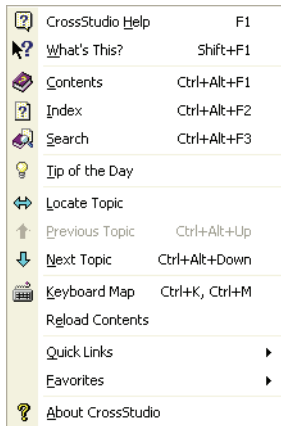 CrossStudio Help F1
What's This? Shift+F1
Contents Ctrl+Alt+F1
Index Ctrl+Alt+F2
Search Ctrl+Alt+F3
Tip of the Day
Locate Topic
Previous Topic Ctrl+Alt+Up
Next Topic Ctrl+Alt+Down
Keyboard Map Ctrl+K, Ctrl+M
Reload Contents
Quick Links
Favorites
About CrossStudio